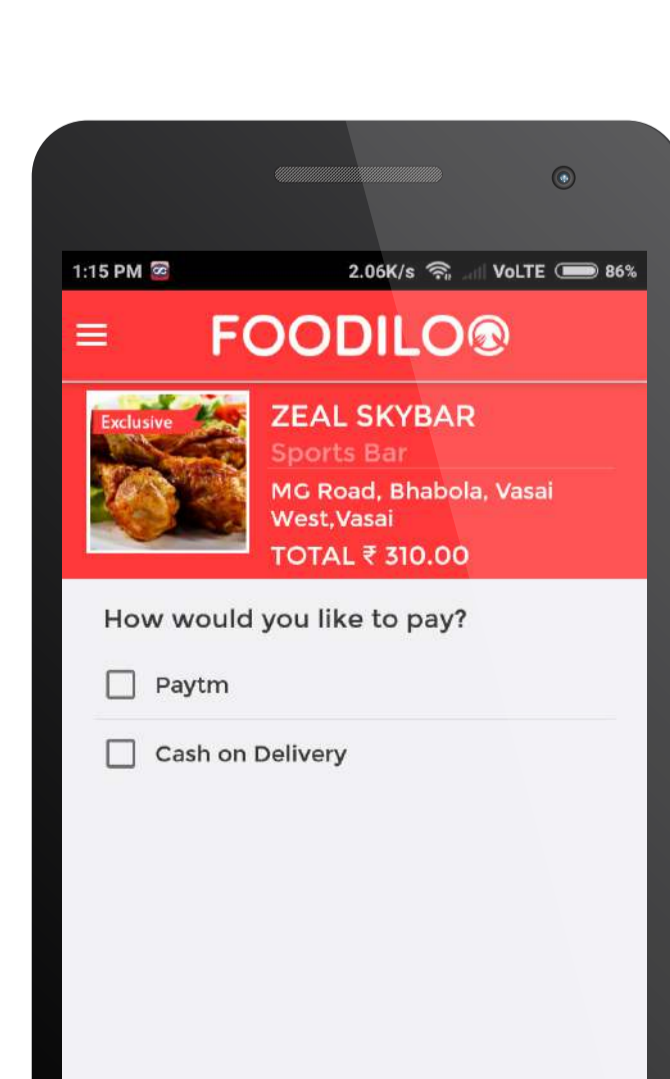 1:15 PM 2.06K/s VoLTE 86%
FOODILOO
Exclusive
ZEAL SKYBAR
Sports Bar
MG Road, Bhabola, Vasai
West,Vasai
TOTAL ₹ 310.00
How would you like to pay?
Paytm
Cash on Delivery